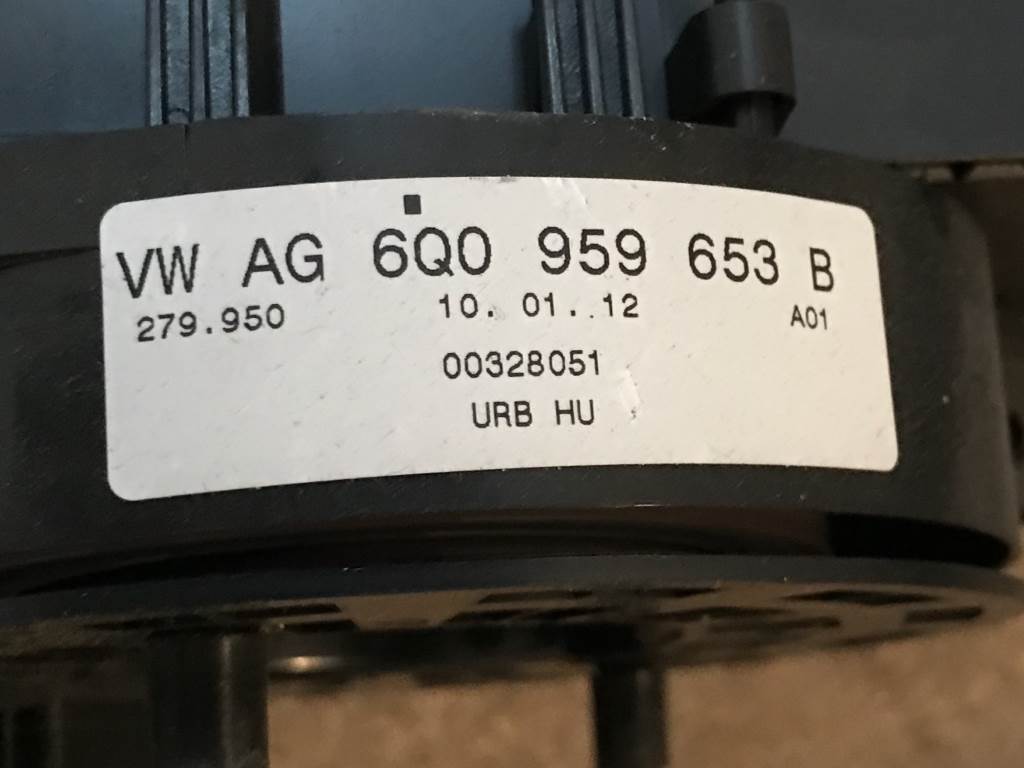 VW AG 6Q0 959 653 B
279.950 10. 01..12 A01
00328051
URB HU